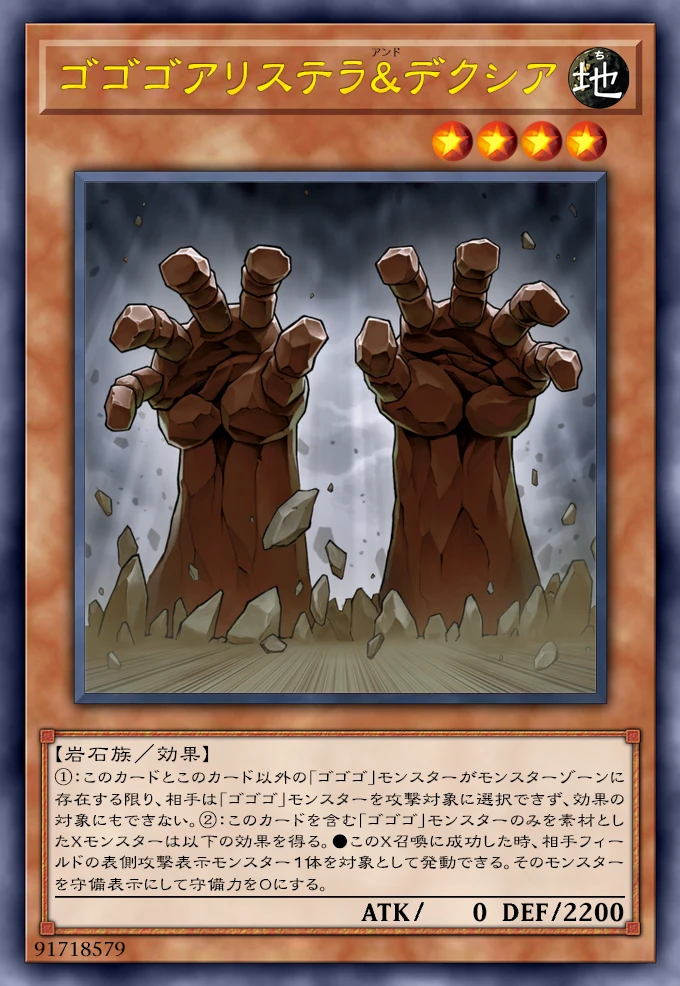 アンド
ゴゴゴアリステラ&デクシア
ち
地
【岩石族／効果】
①：このカードとこのカード以外の「ゴゴゴ」モンスターがモンスターゾーンに
存在する限り、相手は「ゴゴゴ」モンスターを攻撃対象に選択できず、効果の
対象にもできない。②：このカードを含む「ゴゴゴ」モンスターのみを素材とし
たXモンスターは以下の効果を得る。●このX召喚に成功した時、相手フィー
ルドの表側攻撃表示モンスター1体を対象として発動できる。そのモンスター
を守備表示にして守備力を0にする。
ATK/ 0 DEF/2200
91718579